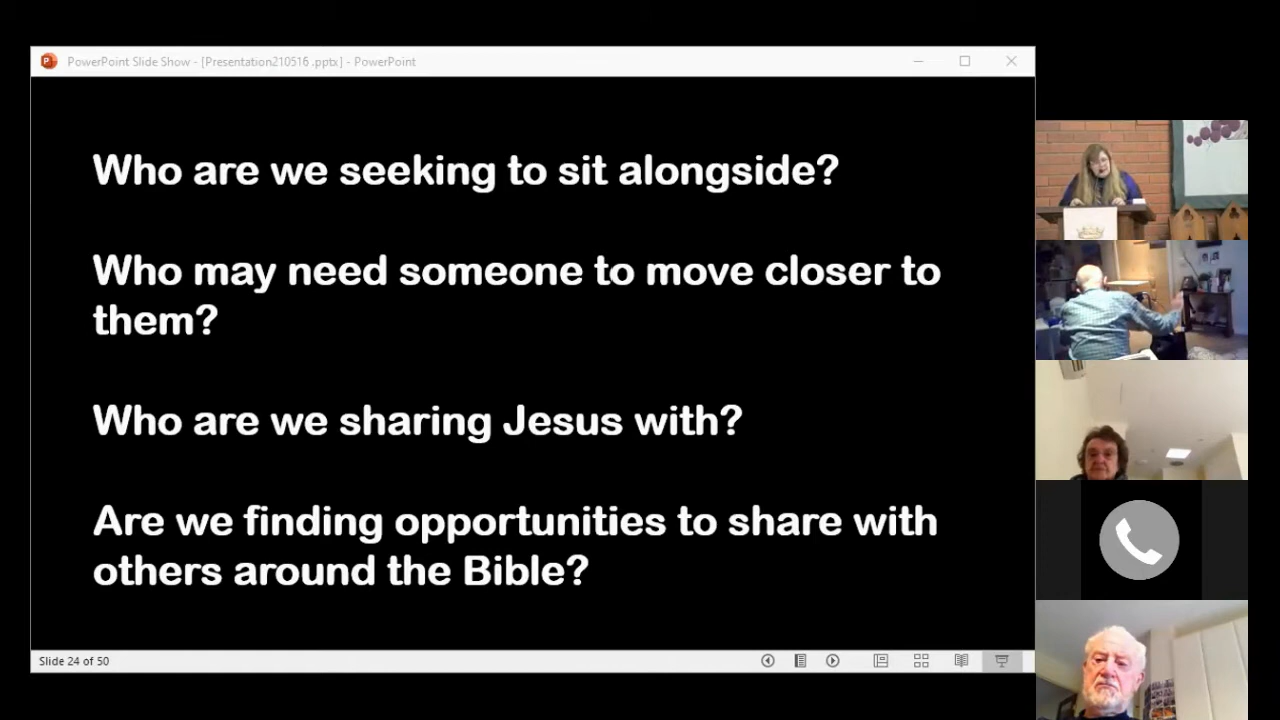 PowerPoint Slide Show - [Presentation210516 .pptx] - PowerPoint
Who are we seeking to sit alongside?
Who may need someone to move closer to
them?
Who are we sharing Jesus with?
Are we finding opportunities to share with
others around the Bible?
Slide 24 of 50